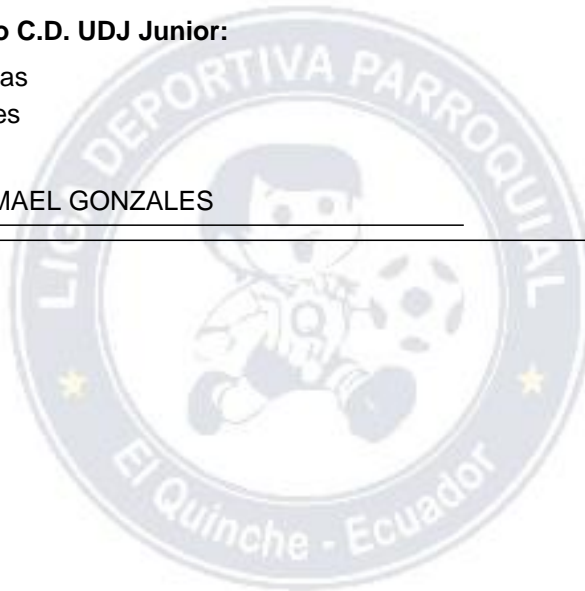 o C.D. UDJ Junior:
as
es
MAEL GONZALES
LIGA DEPORTIVA PARROQUIAL
Q
El Quinche - Ecuador